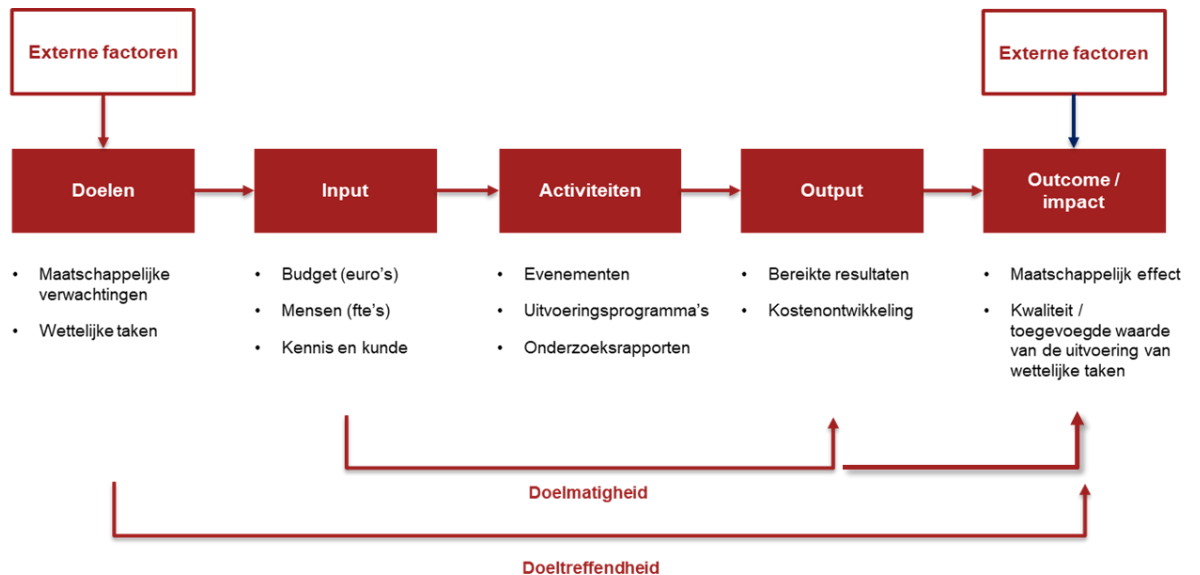 Externe factoren
Externe factoren
Doelen
Input
Activiteiten
Output
Outcome /
impact
• Maatschappelijke
verwachtingen
• Wettelijke taken
• Budget (euro's)
• Mensen (fte's)
• Kennis en kunde
• Evenementen
• Uitvoeringsprogramma's
• Onderzoeksrapporten
• Bereikte resultaten
• Kostenontwikkeling
• Maatschappelijk effect
• Kwaliteit /
toegevoegde waarde
van de uitvoering van
wettelijke taken
Doelmatigheid
Doeltreffendheid